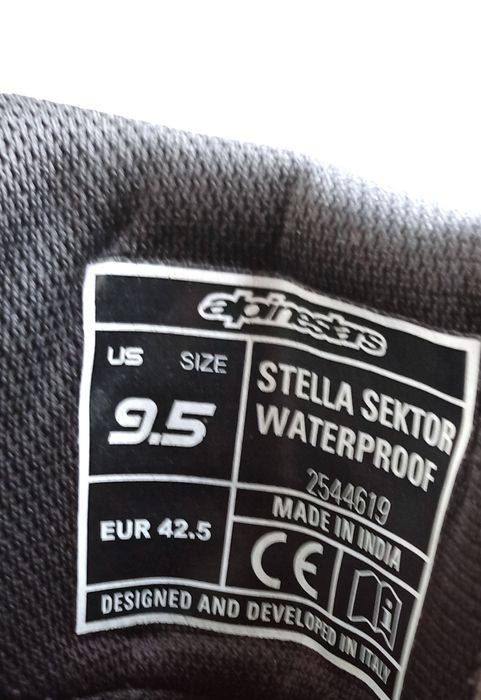 alpinestars
US SIZE
9.5
STELLA SEKTOR
WATERPROOF
2544619
MADE IN INDIA
EUR 42.5
CE
DESIGNED AND DEVELOPED IN ITALY